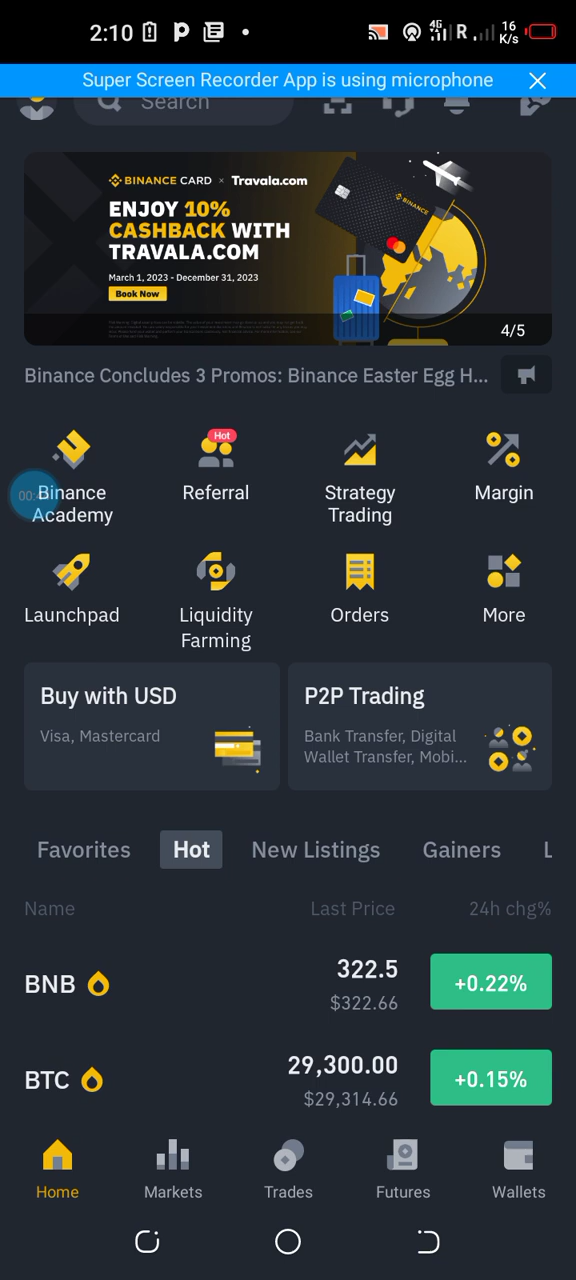 2:10
4G
R
16
K/s
Super Screen Recorder App is using microphone
Search
BINANCE CARD × Travala.com
ENJOY 10%
CASHBACK WITH
TRAVALA.COM
March 1, 2023 - December 31, 2023
Book Now
BINANCE
4/5
Binance Concludes 3 Promos: Binance Easter Egg H...
Hot
Binance
Academy
Referral
Strategy
Trading
Margin
Launchpad
Liquidity
Farming
Orders
More
Buy with USD
Visa, Mastercard
P2P Trading
Bank Transfer, Digital
Wallet Transfer, Mobi...
Favorites Hot New Listings Gainers L
Name Last Price 24h chg%
BNB 322.5 +0.22%
$322.66
BTC 29,300.00 +0.15%
$29,314.66
Home Markets Trades Futures Wallets